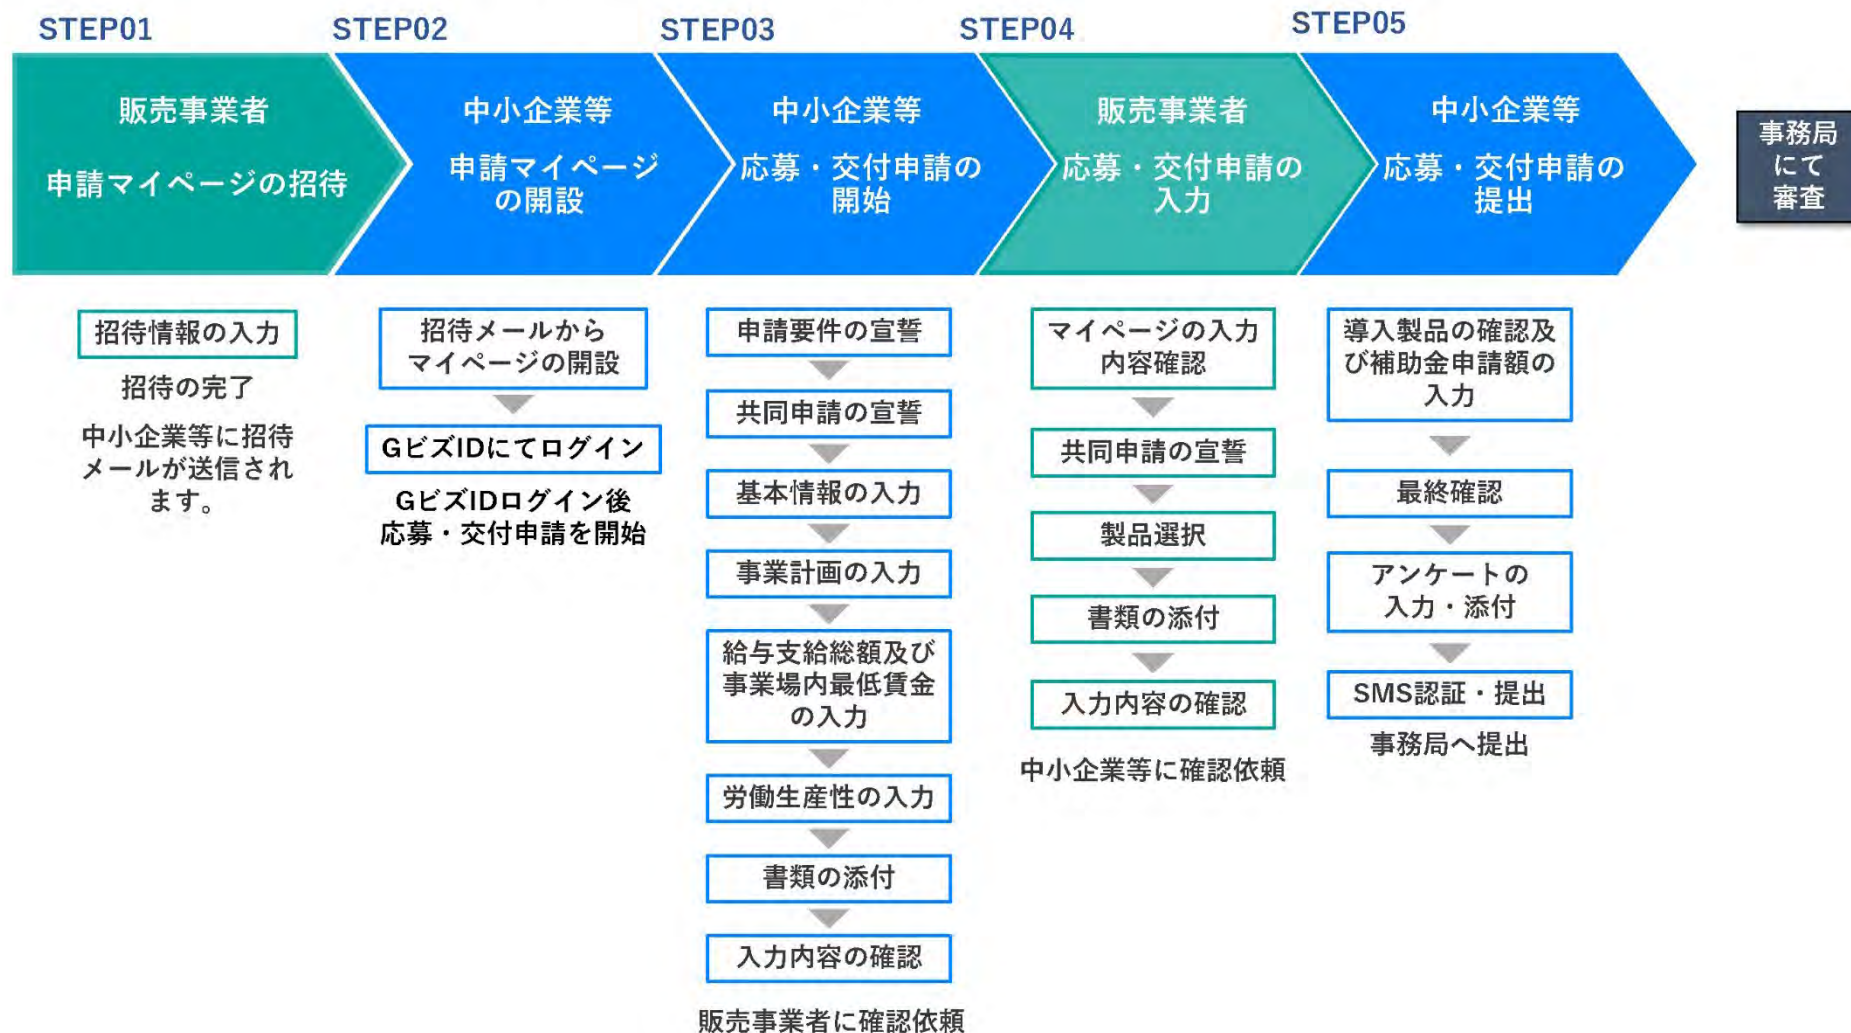 STEP01
販売事業者
申請マイページの招待
招待情報の入力
招待の完了
中小企業等に招待
メールが送信され
ます。
STEP02
中小企業等
申請マイページ
の開設
招待メールから
マイページの開設
GビズIDにてログイン
GビズIDログイン後
応募・交付申請を開始
STEP03
中小企業等
応募・交付申請の
開始
申請要件の宣誓
共同申請の宣誓
基本情報の入力
事業計画の入力
給与支給総額及び
事業場内最低賃金
の入力
労働生産性の入力
書類の添付
入力内容の確認
販売事業者に確認依頼
STEP04
販売事業者
応募・交付申請の
入力
マイページの入力
内容確認
共同申請の宣誓
製品選択
書類の添付
入力内容の確認
中小企業等に確認依頼
STEP05
中小企業等
応募・交付申請の
提出
導入製品の確認及
び補助金申請額の
入力
最終確認
アンケートの
入力・添付
SMS認証・提出
事務局へ提出
事務局
にて
審査